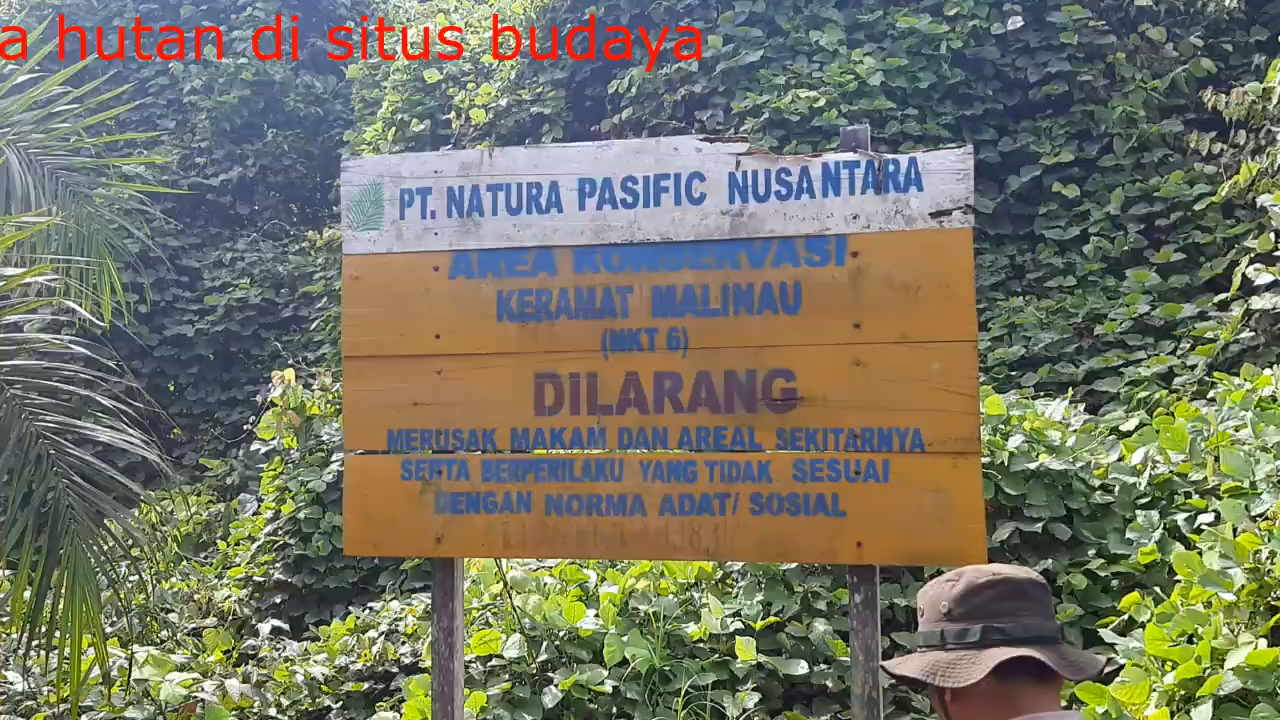 a hutan di situs budaya
PT. NATURA PASIFIC NUSANTARA
AREA KONSERVASI
KERAMAT MALINAU
(NKT 6)
DILARANG
MERUSAK MAKAM DAN AREAL SEKITARNYA
SERTA BERPERILAKU YANG TIDAK SESUAI
DENGAN NORMA ADAT/ SOSIAL